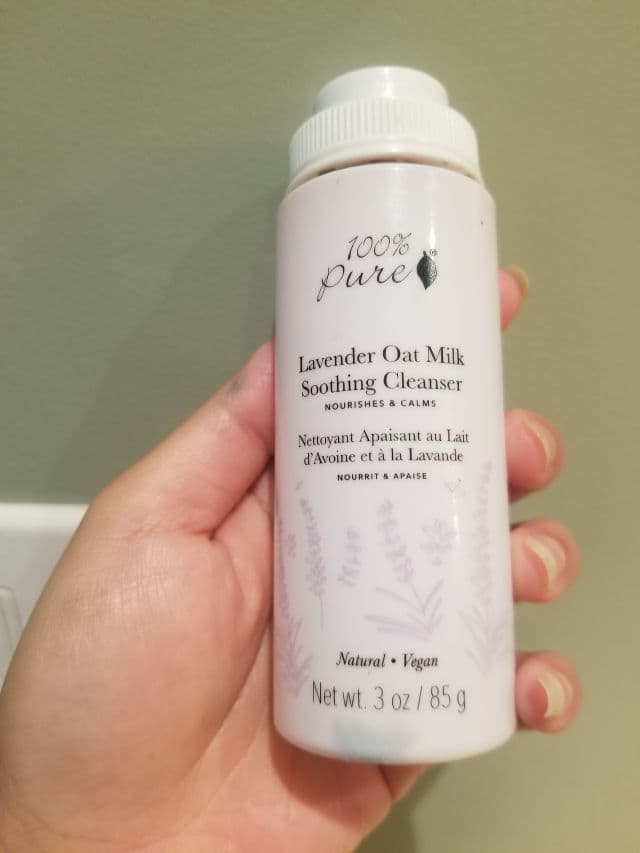 100%
pure®
Lavender Oat Milk
Soothing Cleanser
NOURISHES & CALMS
Nettoyant Apaisant au Lait
d'Avoine et à la Lavande
NOURRIT & APAISE
Natural • Vegan
Net wt. 3 oz / 85 g